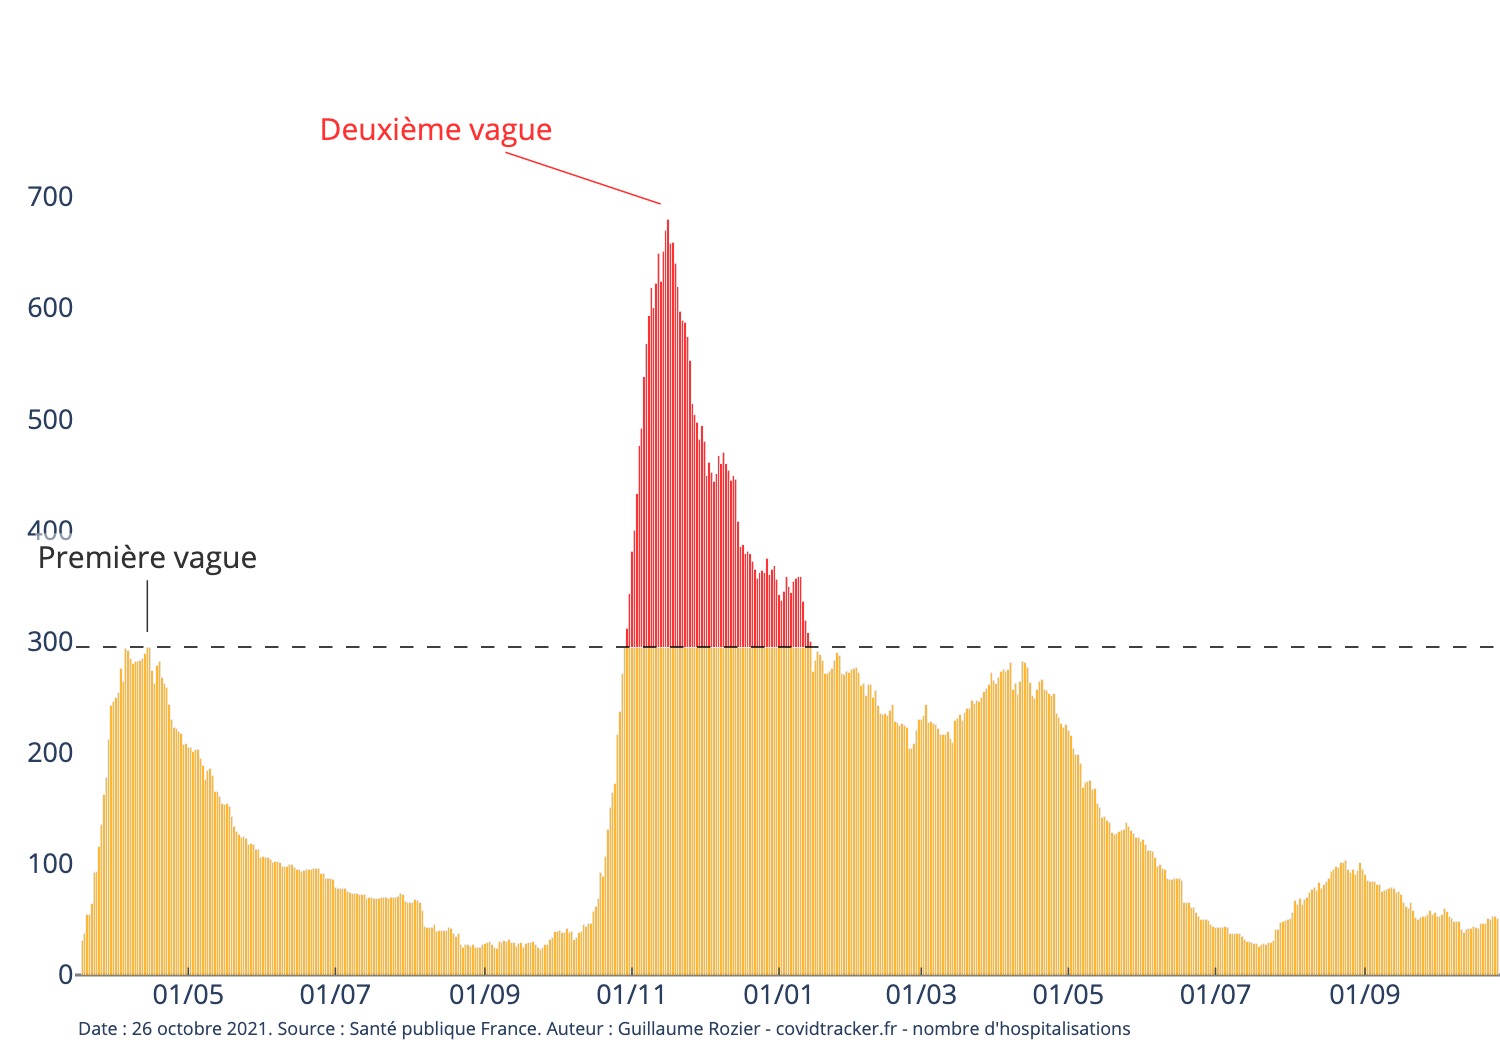 Deuxième vague
700
600
500
400
Première vague
300
200
100
0
01/05 01/07 01/09 01/11 01/01 01/03 01/05 01/07 01/09
Date : 26 octobre 2021. Source : Santé publique France. Auteur : Guillaume Rozier - covidtracker.fr - nombre d'hospitalisations